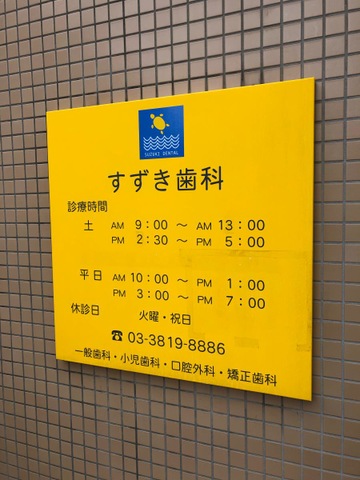 SUZUKI DENTAL
すずき歯科
診療時間
土 AM 9：00 ～ AM 13：00
PM 2：30 ～ PM 5：00
平日 AM 10：00 ～ PM 1：00
PM 3：00 ～ PM 7：00
休診日 火曜・祝日
☎ 03-3819-8886
一般歯科・小児歯科・口腔外科・矯正歯科